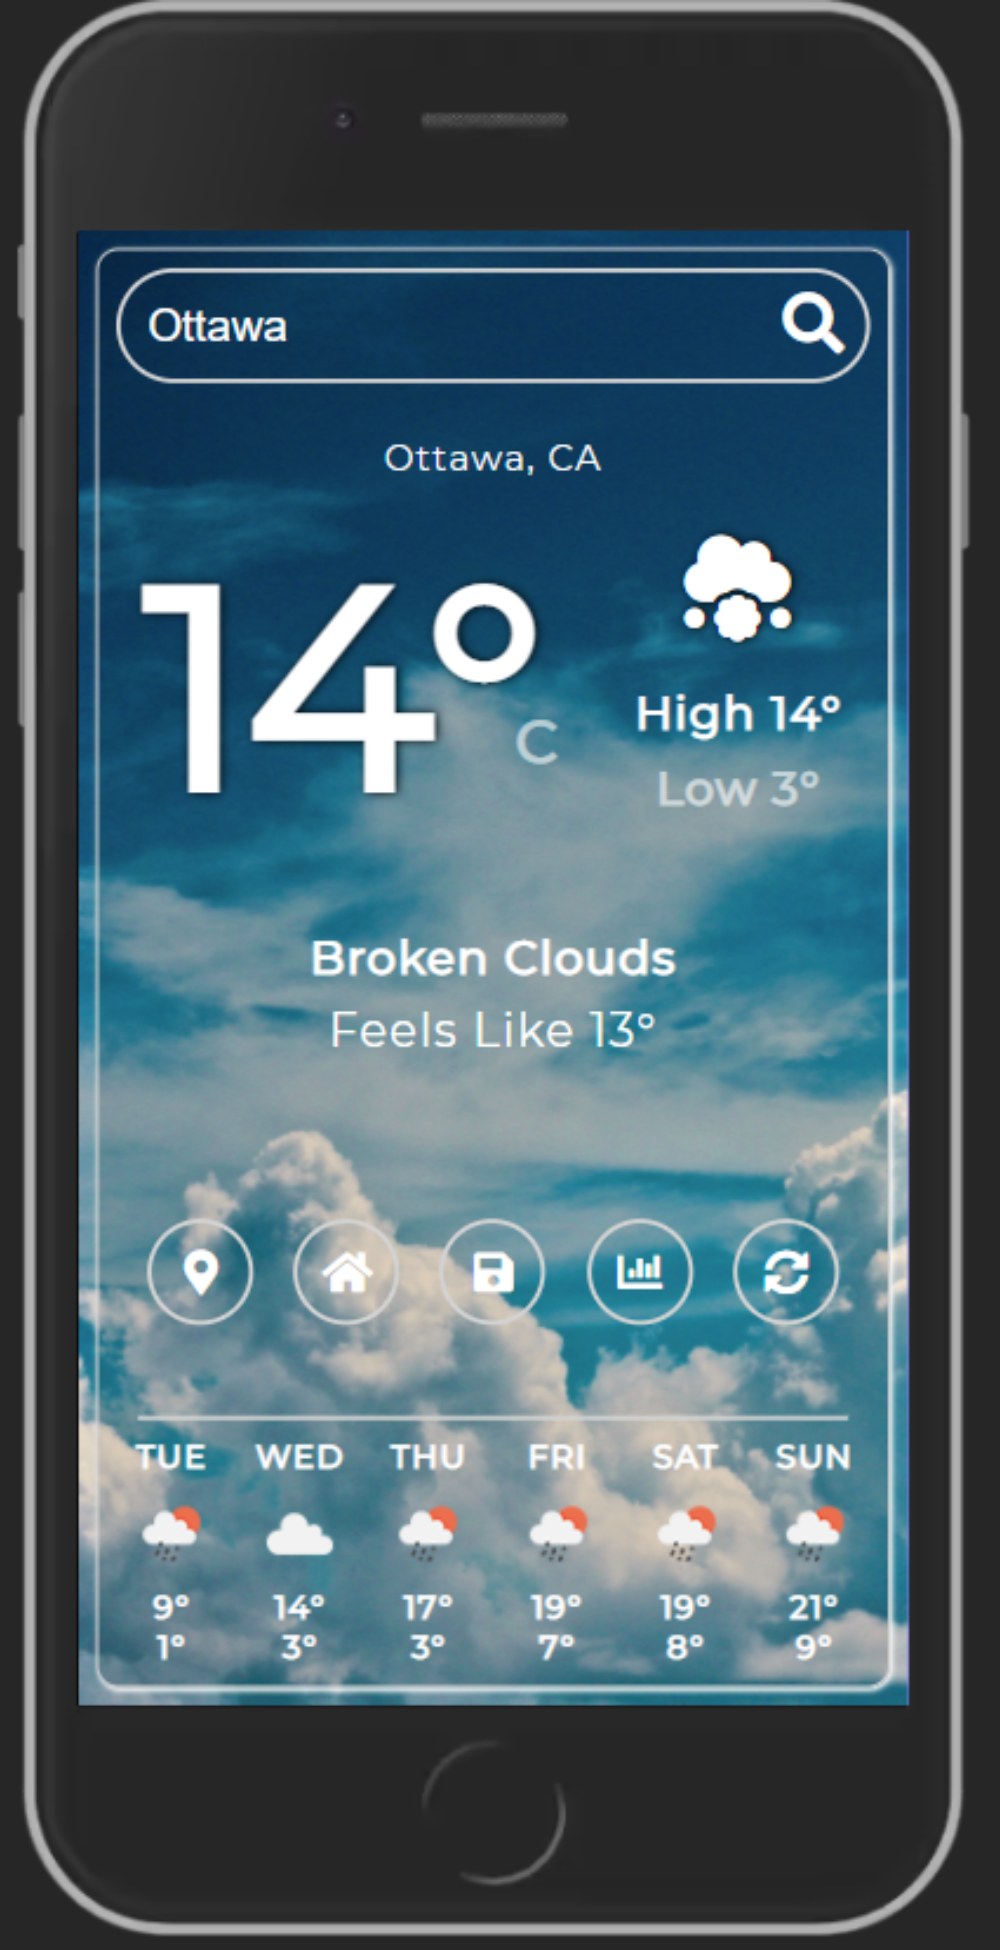 Ottawa
Ottawa, CA
14°
C
High 14°
Low 3°
Broken Clouds
Feels Like 13°
TUE WED THU FRI SAT SUN
9° 14° 17° 19° 19° 21°
1° 3° 3° 7° 8° 9°